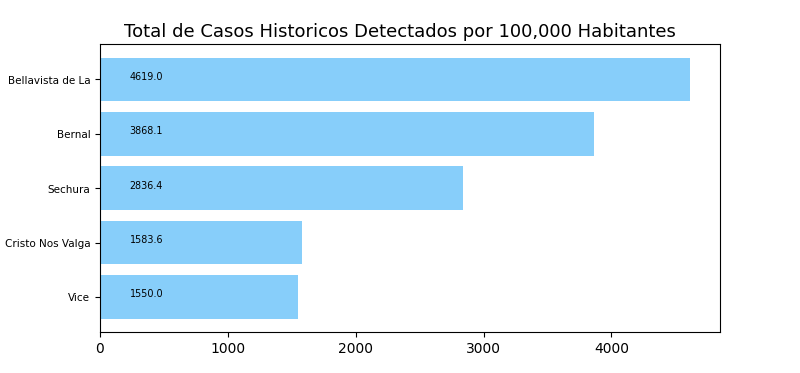 Total de Casos Historicos Detectados por 100,000 Habitantes
Bellavista de La 4619.0
Bernal 3868.1
Sechura 2836.4
Cristo Nos Valga 1583.6
Vice 1550.0
0 1000 2000 3000 4000